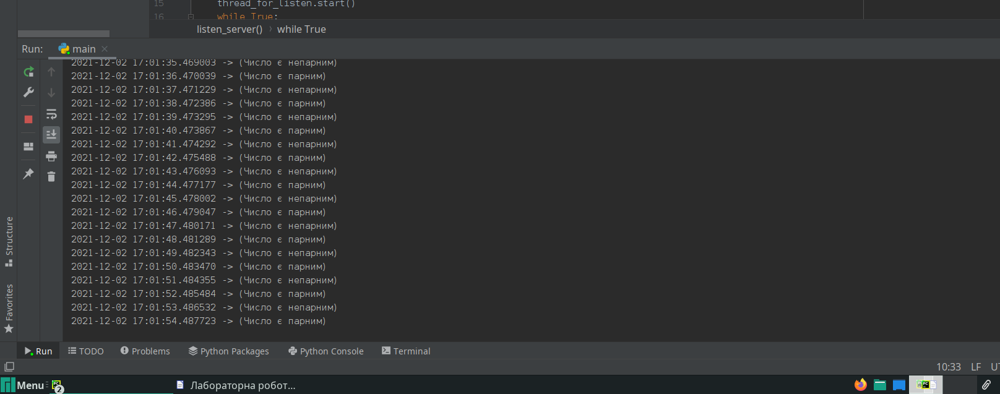 15 thread_for_listen.start()
16 while True:
listen_server() › while True
Run: main ×
2021-12-02 17:01:35.469003 -> (Число є непарним)
2021-12-02 17:01:36.470039 -> (Число є парним)
2021-12-02 17:01:37.471229 -> (Число є непарним)
2021-12-02 17:01:38.472386 -> (Число є парним)
2021-12-02 17:01:39.473295 -> (Число є непарним)
2021-12-02 17:01:40.473867 -> (Число є парним)
2021-12-02 17:01:41.474292 -> (Число є непарним)
2021-12-02 17:01:42.475488 -> (Число є парним)
2021-12-02 17:01:43.476093 -> (Число є непарним)
2021-12-02 17:01:44.477177 -> (Число є парним)
2021-12-02 17:01:45.478002 -> (Число є непарним)
2021-12-02 17:01:46.479047 -> (Число є парним)
2021-12-02 17:01:47.480171 -> (Число є непарним)
2021-12-02 17:01:48.481289 -> (Число є парним)
2021-12-02 17:01:49.482343 -> (Число є непарним)
2021-12-02 17:01:50.483470 -> (Число є парним)
2021-12-02 17:01:51.484355 -> (Число є непарним)
2021-12-02 17:01:52.485484 -> (Число є парним)
2021-12-02 17:01:53.486532 -> (Число є непарним)
2021-12-02 17:01:54.487723 -> (Число є парним)
Structure
Favorites
Run TODO Problems Python Packages Python Console Terminal
10:33 LF
Menu PC 2 Лабораторна робот...